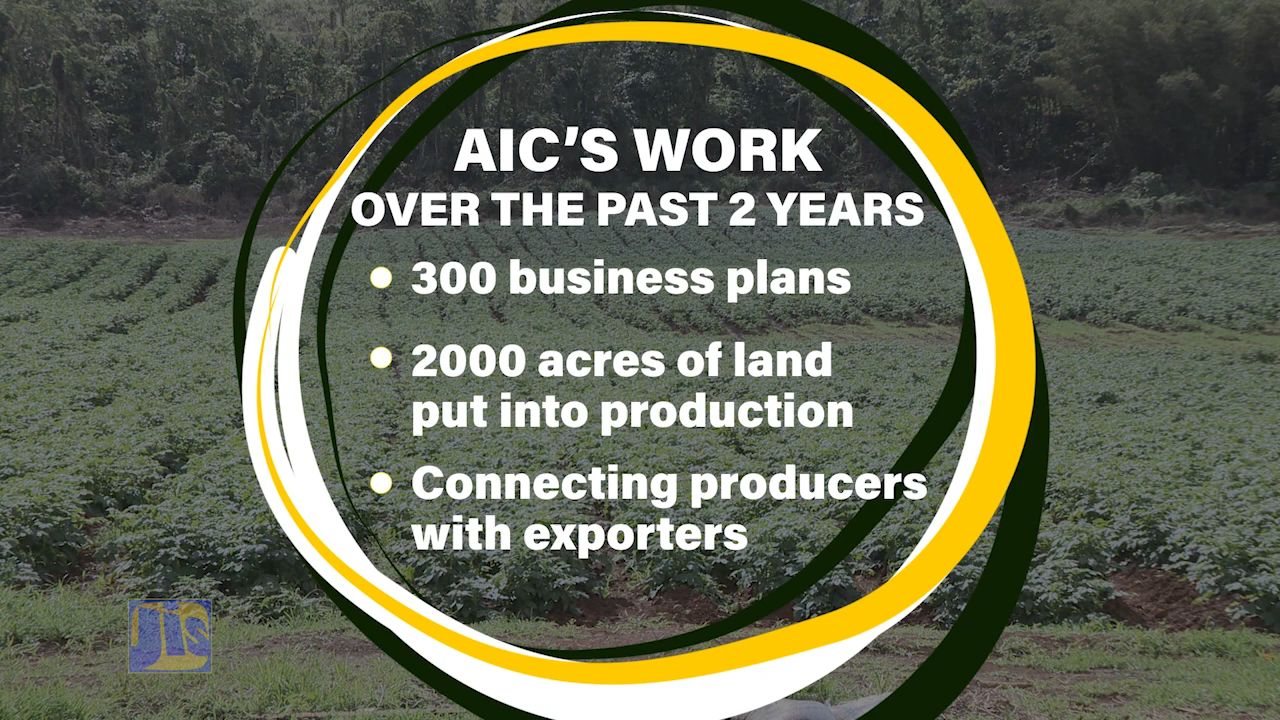 AIC’S WORK
OVER THE PAST 2 YEARS
300 business plans
2000 acres of land
put into production
Connecting producers
with exporters
JIS